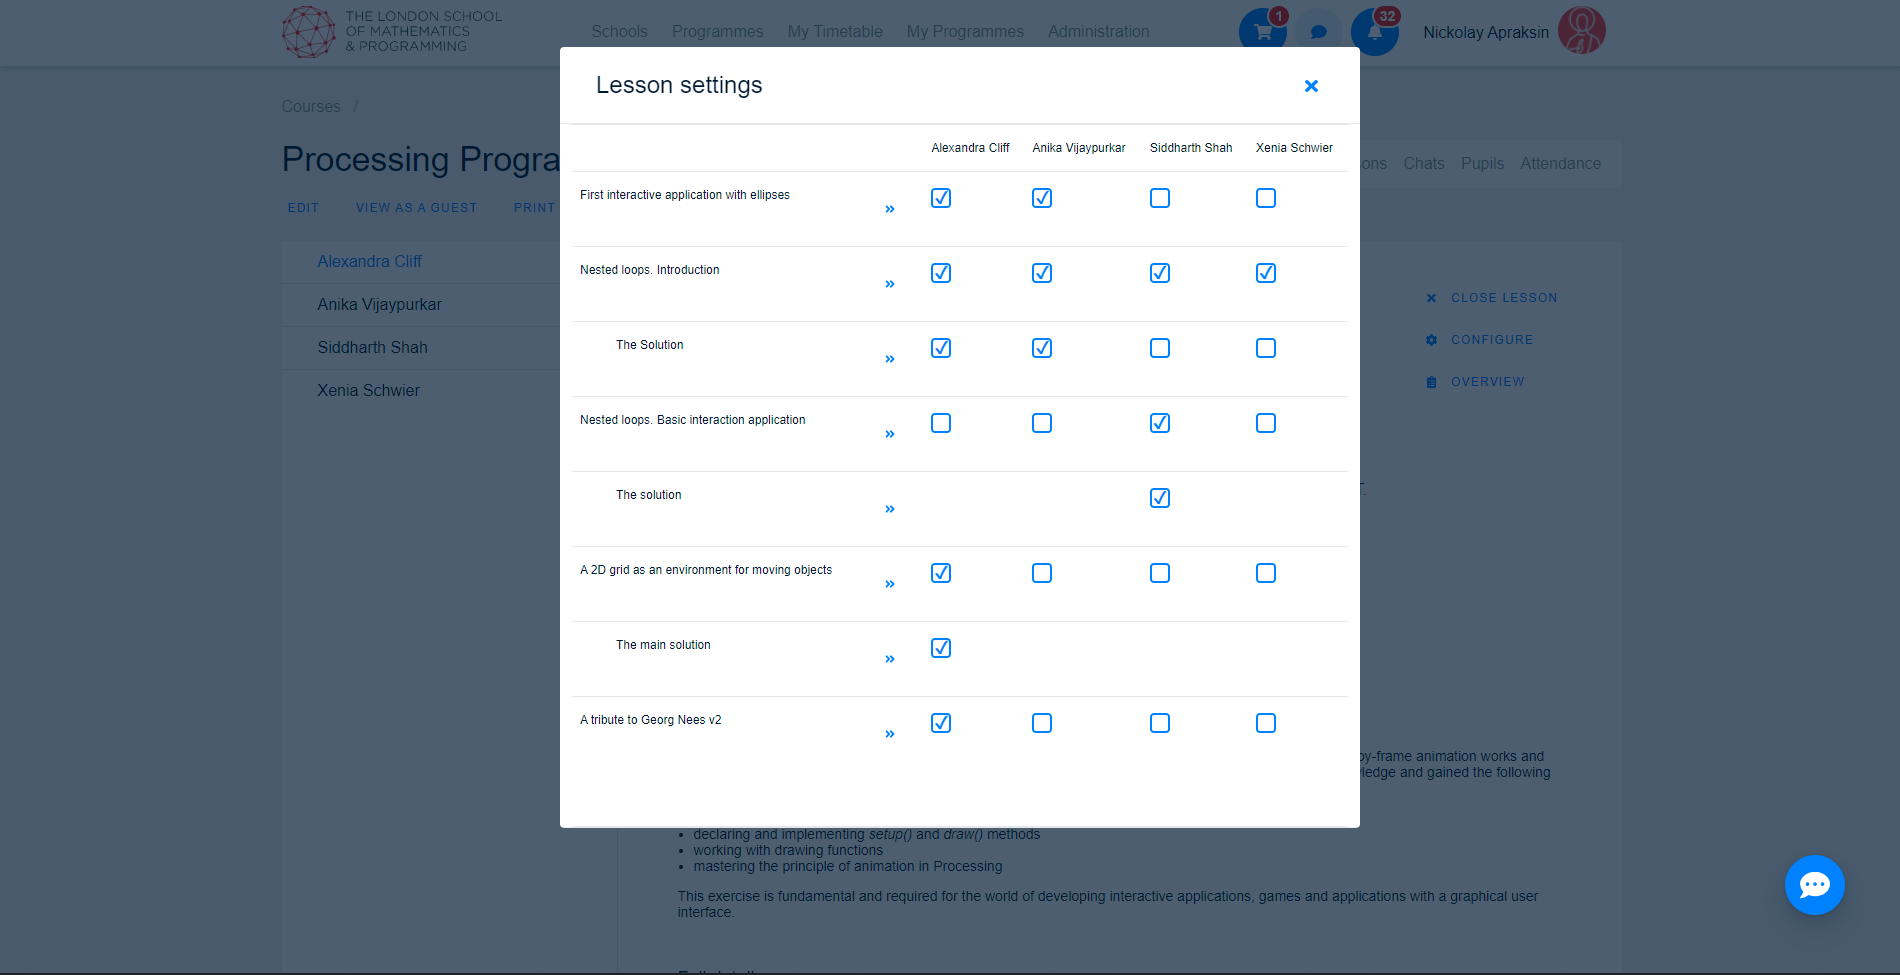 THE LONDON SCHOOL
OF MATHEMATICS
& PROGRAMMING
Schools Programmes My Timetable My Programmes Administration
1
32
Nickolay Apraksin
Courses /
Processing Progra
Chats Pupils Attendance
EDIT VIEW AS A GUEST PRINT
Alexandra Cliff
Anika Vijaypurkar
Siddharth Shah
Xenia Schwier
CLOSE LESSON
CONFIGURE
OVERVIEW
Lesson settings
Alexandra Cliff Anika Vijaypurkar Siddharth Shah Xenia Schwier
First interactive application with ellipses
Nested loops. Introduction
The Solution
Nested loops. Basic interaction application
The solution
A 2D grid as an environment for moving objects
The main solution
A tribute to Georg Nees v2
by-frame animation works and
and gained the following
• declaring and implementing setup() and draw() methods
• working with drawing functions
• mastering the principle of animation in Processing
This exercise is fundamental and required for the world of developing interactive applications, games and applications with a graphical user
interface.